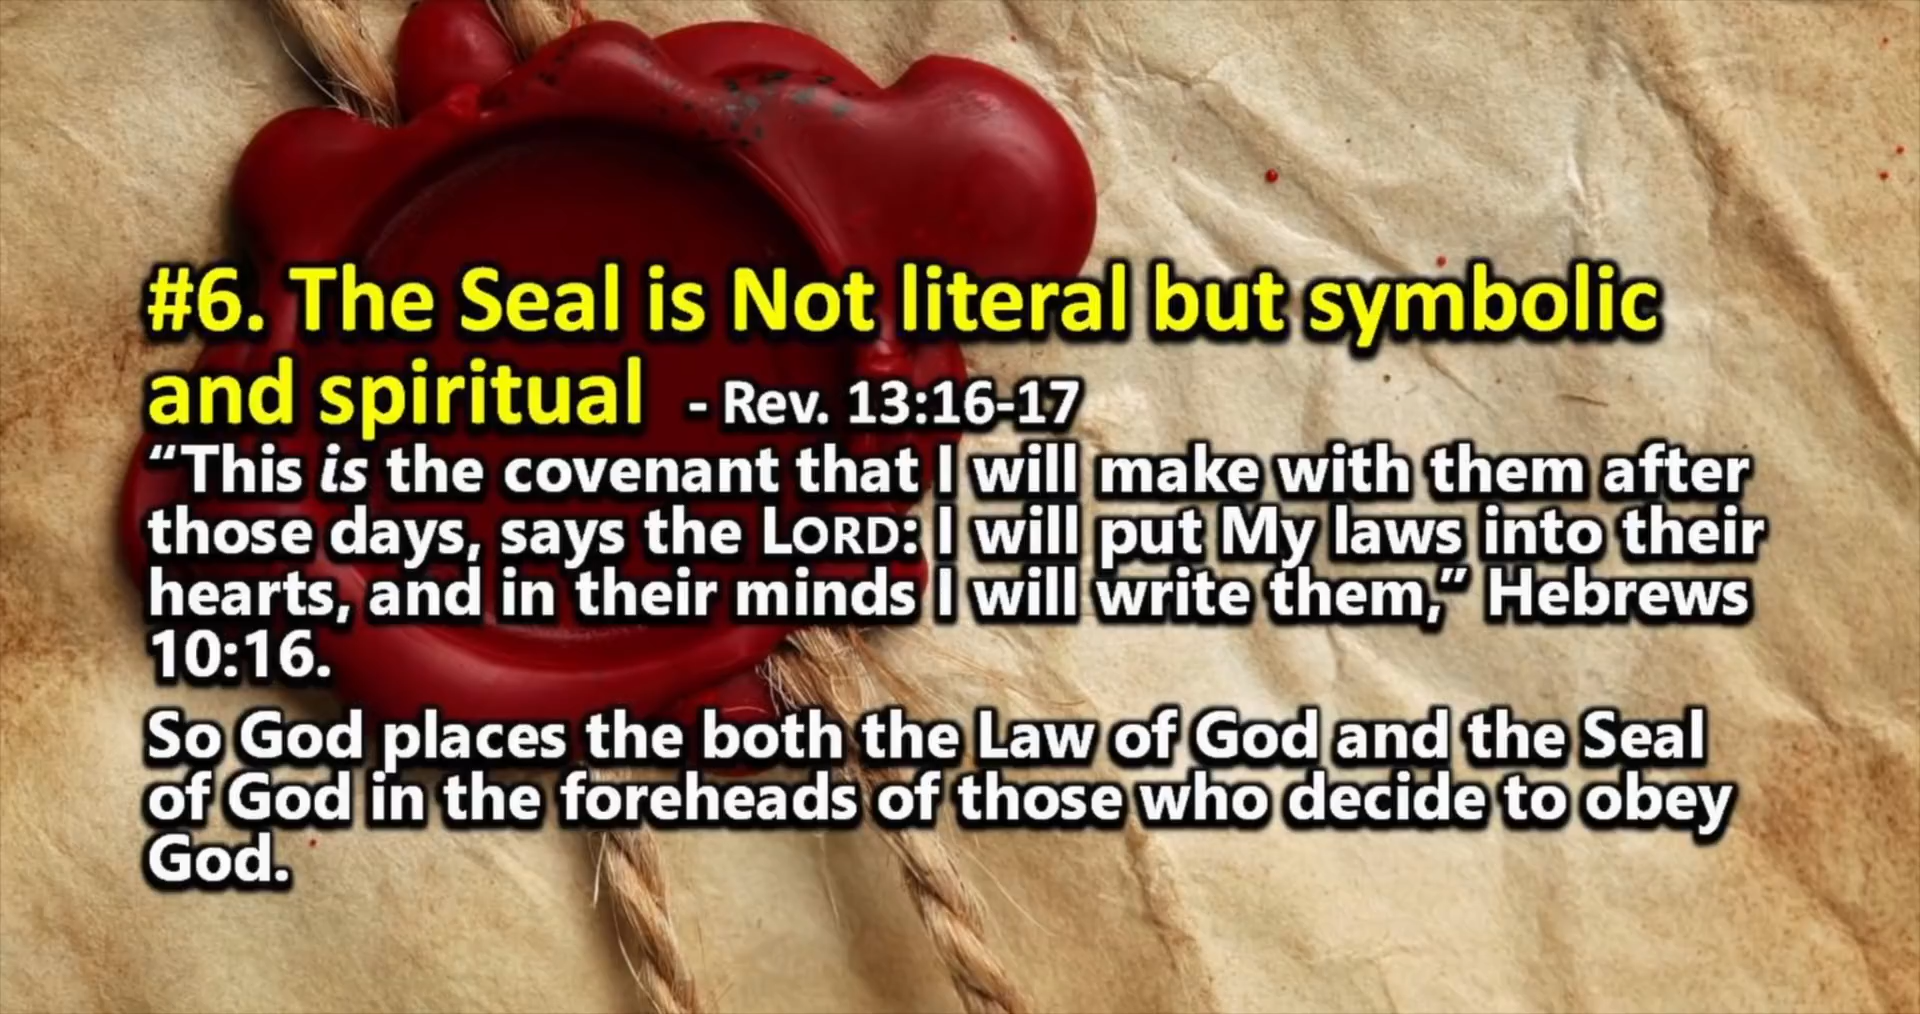 #6. The Seal is Not literal but symbolic
and spiritual - Rev. 13:16-17
“This is the covenant that I will make with them after
those days, says the LORD: I will put My laws into their
hearts, and in their minds I will write them,” Hebrews
10:16.
So God places the both the Law of God and the Seal
of God in the foreheads of those who decide to obey
God.